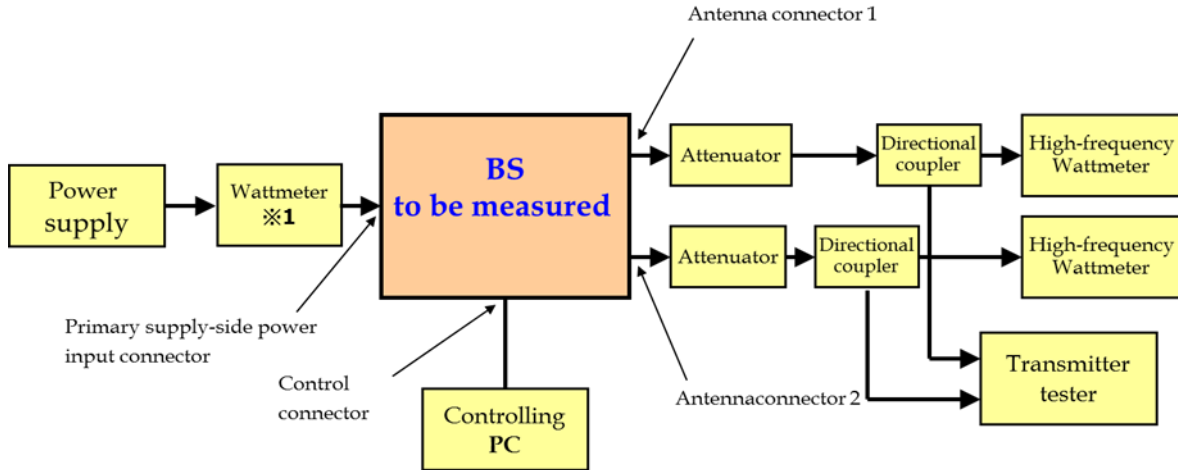 Antenna connector 1
Power
supply
Wattmeter
※1
BS
to be measured
Attenuator
Directional
coupler
High-frequency
Wattmeter
Attenuator
Directional
coupler
High-frequency
Wattmeter
Primary supply-side power
input connector
Control
connector
Controlling
PC
Antennaconnector 2
Transmitter
tester